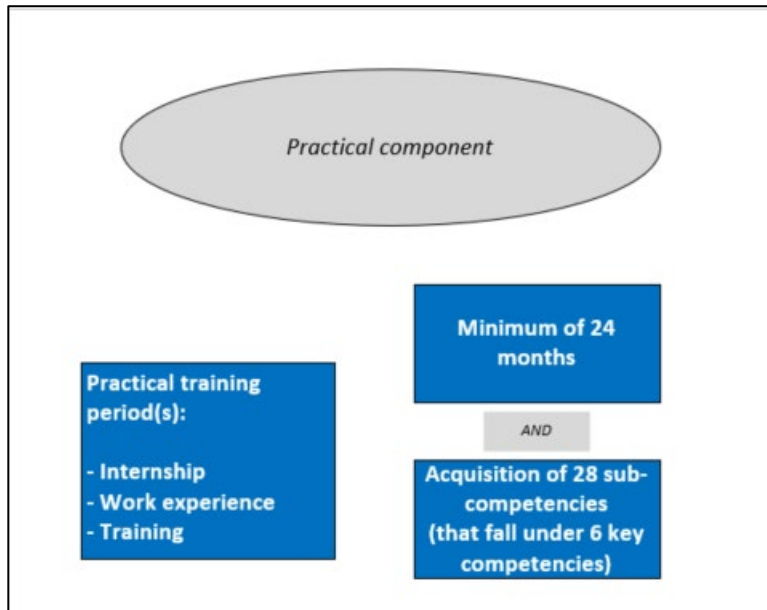 Practical component
Practical training
period(s):
- Internship
- Work experience
- Training
Minimum of 24
months
AND
Acquisition of 28 sub-
competencies
(that fall under 6 key
competencies)